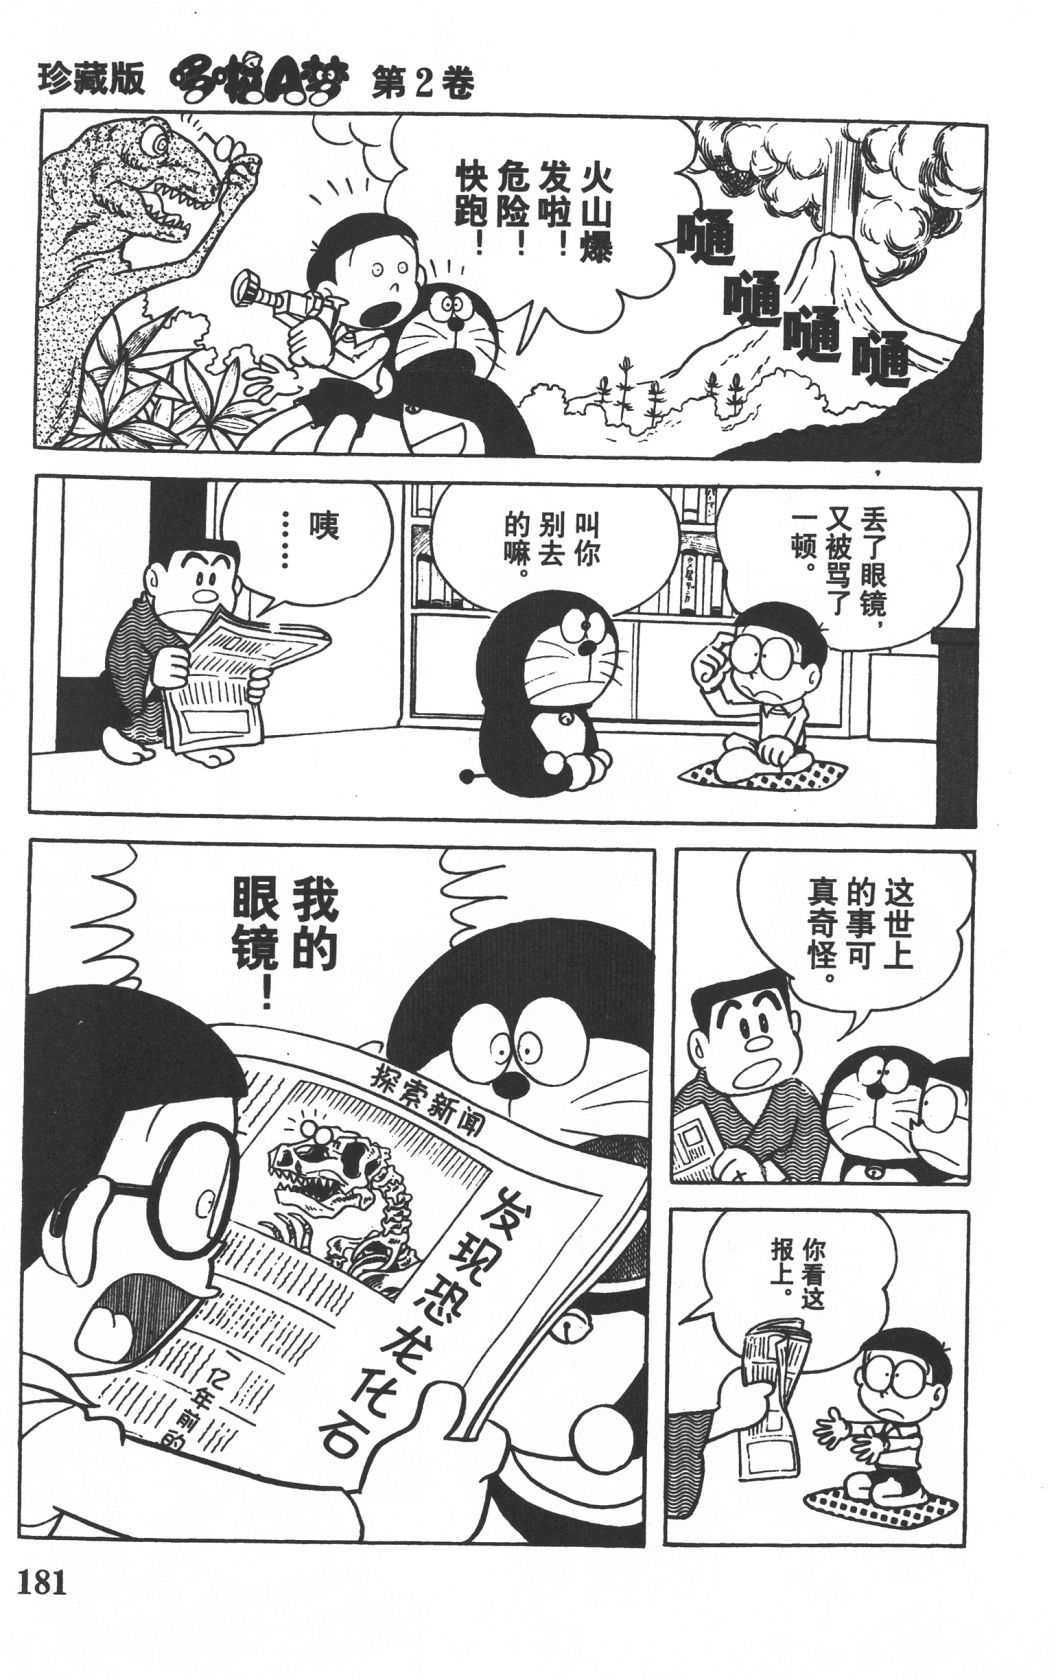 珍藏版 哆啦A梦 第2卷
火山爆
发啦！
危险！
快跑！
嗵
嗵
嗵
嗵
丢了眼镜，
又被骂了
一顿。
叫你
别去
的嘛。
咦
……
这世上
的事可
真奇怪。
你看这
报上。
我的
眼镜！
探索新闻
发现恐龙化石
一亿年前的
181